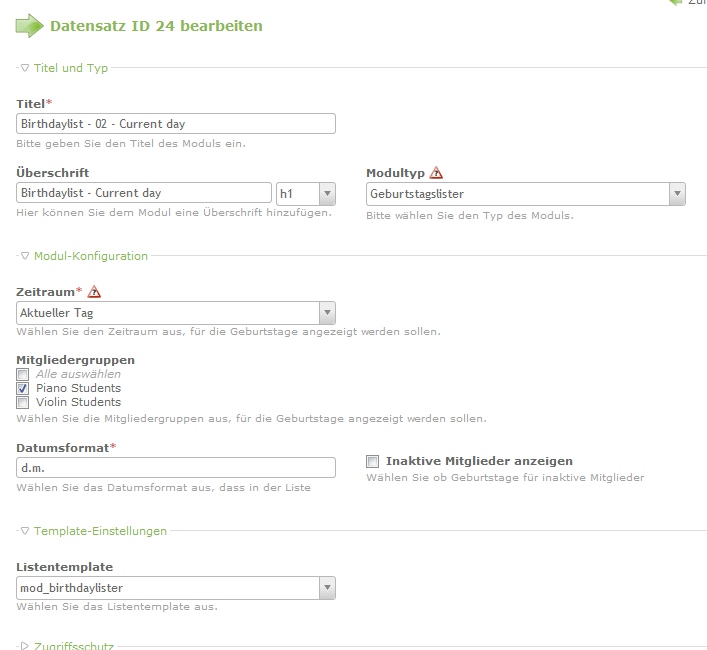 Datensatz ID 24 bearbeiten
Titel und Typ
Titel*
Birthdaylist - 02 - Current day
Bitte geben Sie den Titel des Moduls ein.
Überschrift
Modultyp
Birthdaylist - Current day
h1
Geburtstagslister
Hier können Sie dem Modul eine Überschrift hinzufügen.
Bitte wählen Sie den Typ des Moduls.
Modul-Konfiguration
Zeitraum*
Aktueller Tag
Wählen Sie den Zeitraum aus, für die Geburtstage angezeigt werden sollen.
Mitgliedergruppen
Alle auswählen
Piano Students
Violin Students
Wählen Sie die Mitgliedergruppen aus, für die Geburtstage angezeigt werden sollen.
Datumsformat*
d.m.
Inaktive Mitglieder anzeigen
Wählen Sie das Datumsformat aus, dass in der Liste
Wählen Sie ob Geburtstage für inaktive Mitglieder
Template-Einstellungen
Listentemplate
mod_birthdaylister
Wählen Sie das Listentemplate aus.
Zugriffsschutz